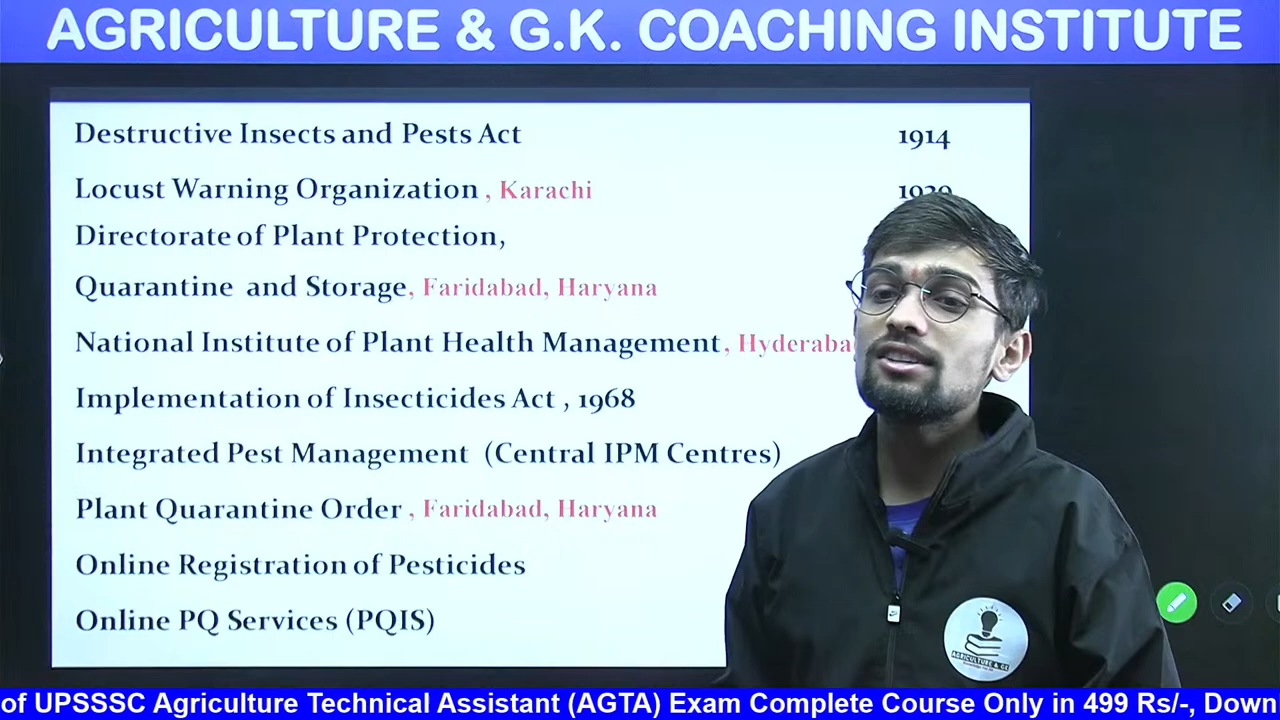 AGRICULTURE & G.K. COACHING INSTITUTE
Destructive Insects and Pests Act 1914
Locust Warning Organization , Karachi 1939
Directorate of Plant Protection,
Quarantine and Storage, Faridabad, Haryana
National Institute of Plant Health Management, Hyderaba
Implementation of Insecticides Act , 1968
Integrated Pest Management (Central IPM Centres)
Plant Quarantine Order , Faridabad, Haryana
Online Registration of Pesticides
Online PQ Services (PQIS)
AGRICULTURE & GK
of UPSSSC Agriculture Technical Assistant (AGTA) Exam Complete Course Only in 499 Rs/-, Down